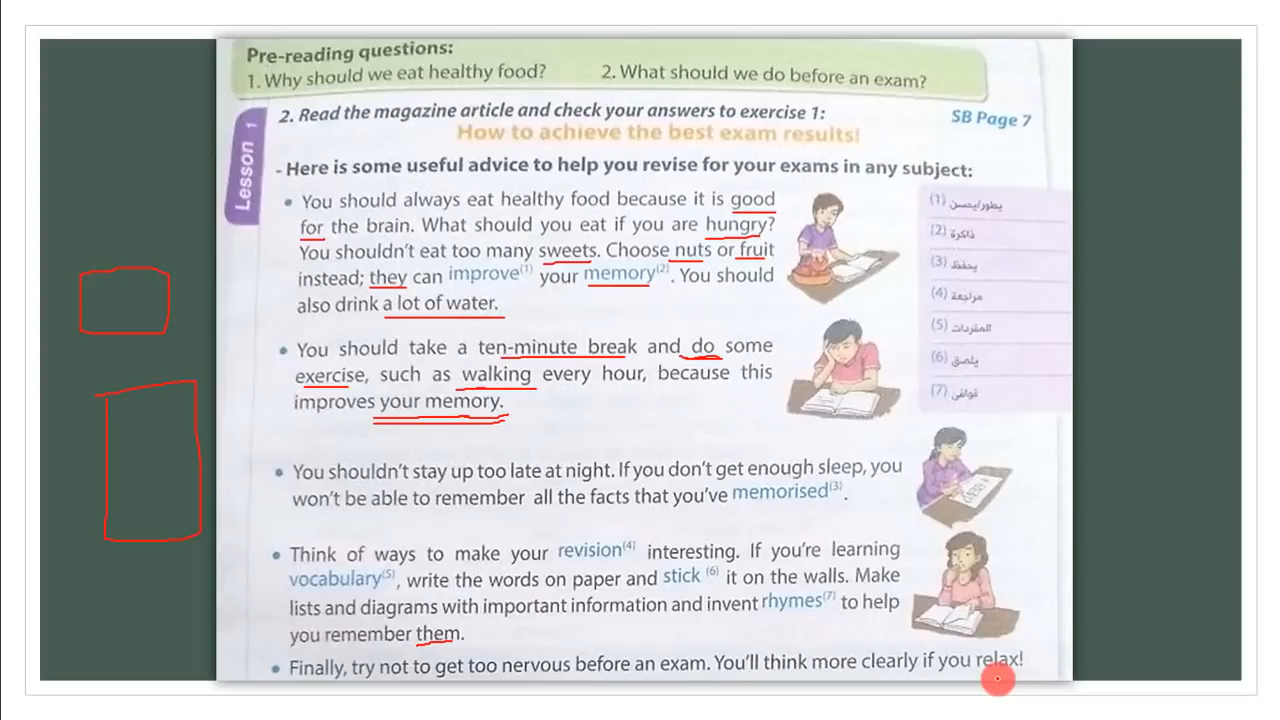 Pre-reading questions:
1. Why should we eat healthy food? 2. What should we do before an exam?
Lesson 1
2. Read the magazine article and check your answers to exercise 1:
SB Page 7
How to achieve the best exam results!
- Here is some useful advice to help you revise for your exams in any subject:
• You should always eat healthy food because it is good
for the brain. What should you eat if you are hungry?
You shouldn't eat too many sweets. Choose nuts or fruit
instead; they can improve(1) your memory(2). You should
also drink a lot of water.
(1) يطور/يحسن
(2) ذاكرة
(3) يحفظ
(4) مراجعة
(5) المفردات
(6) يلصق
(7) قوافى
• You should take a ten-minute break and do some
exercise, such as walking every hour, because this
improves your memory.
• You shouldn't stay up too late at night. If you don't get enough sleep, you
won't be able to remember all the facts that you've memorised(3).
• Think of ways to make your revision(4) interesting. If you're learning
vocabulary(5), write the words on paper and stick (6) it on the walls. Make
lists and diagrams with important information and invent rhymes(7) to help
you remember them.
• Finally, try not to get too nervous before an exam. You'll think more clearly if you relax!